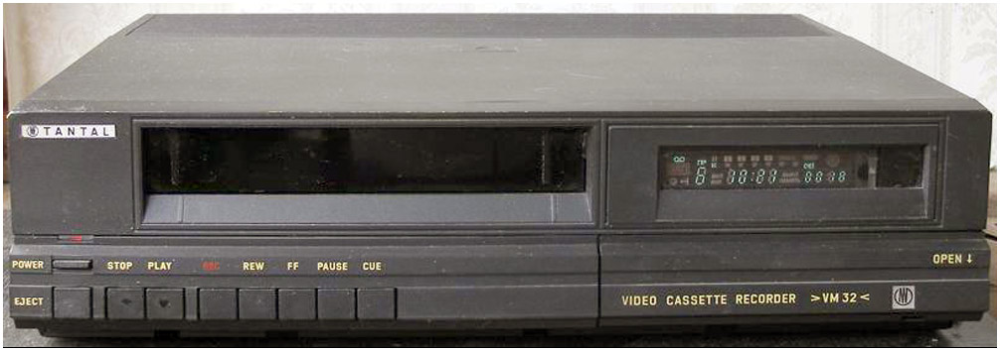 TANTAL
POWER STOP PLAY REC REW FF PAUSE CUE
OPEN ↓
EJECT
VIDEO CASSETTE RECORDER >VM 32<